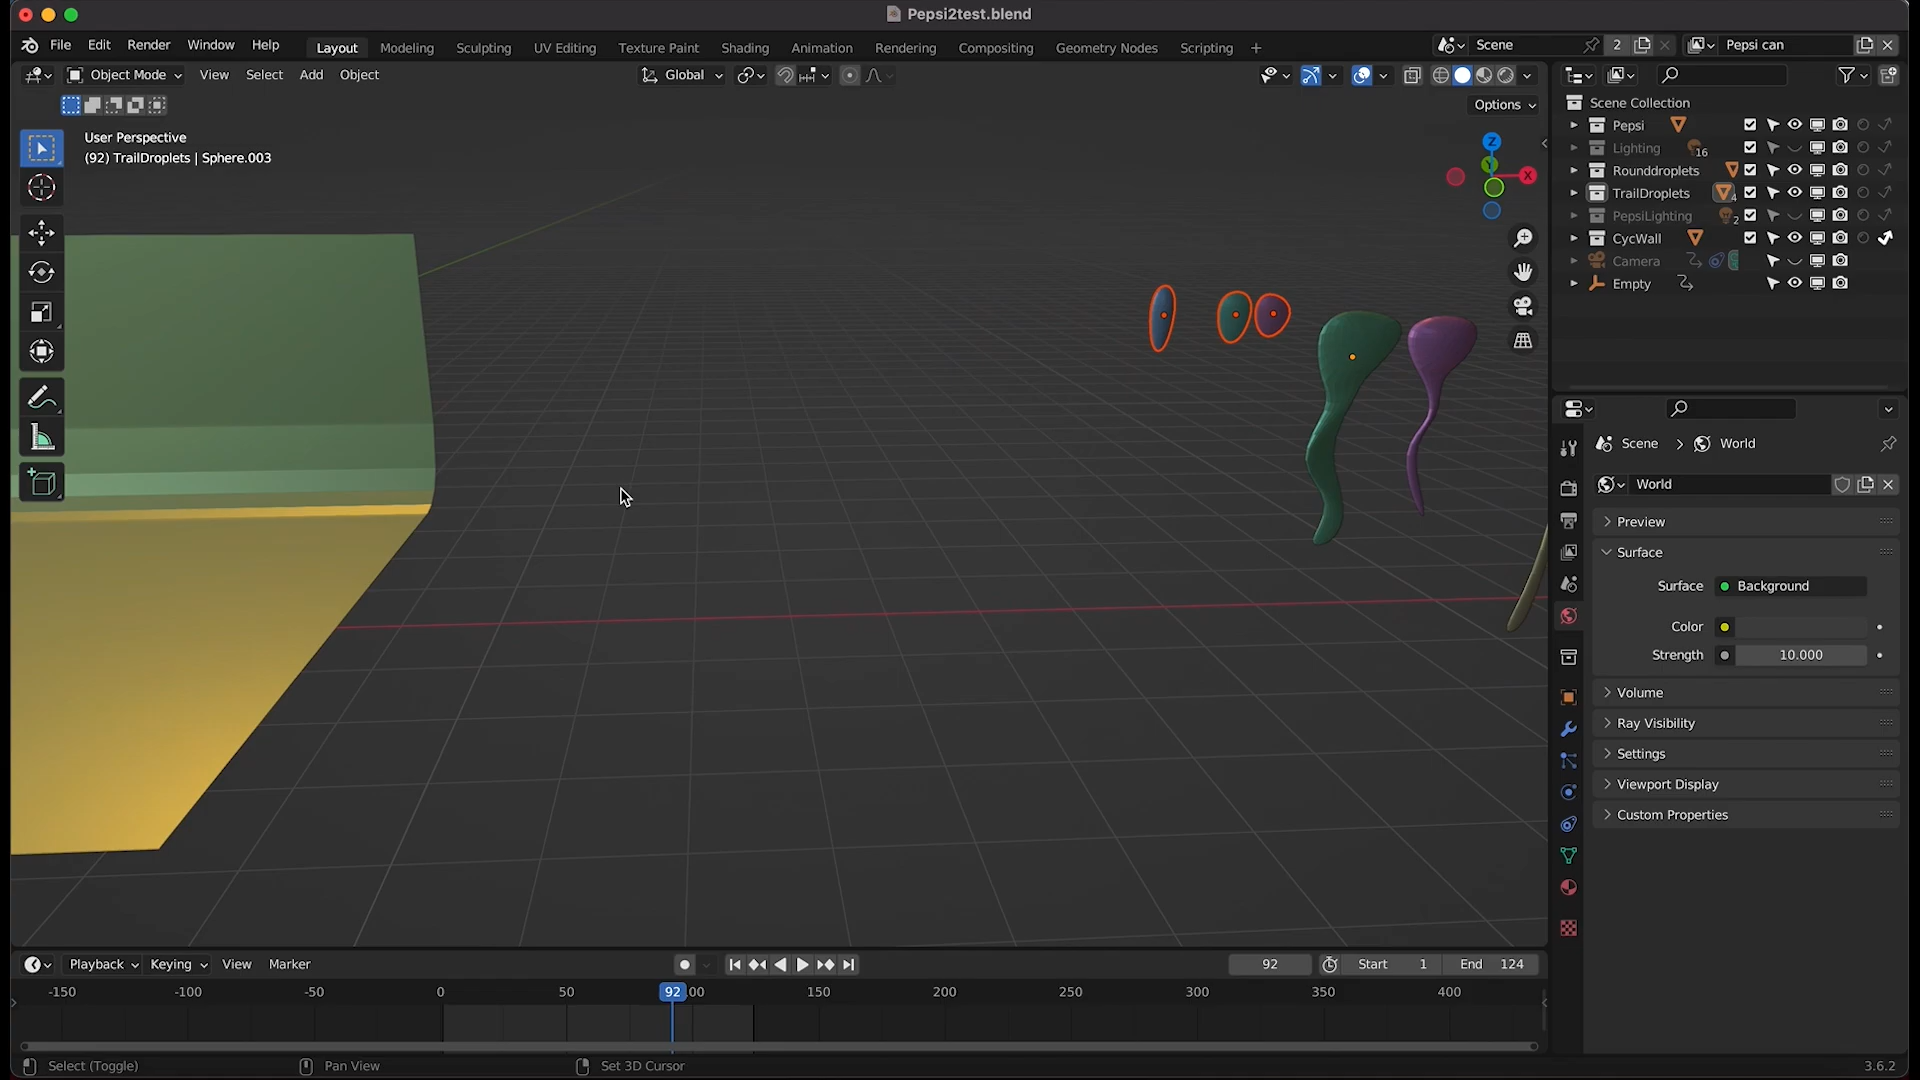 Pepsi2test.blend
File Edit Render Window Help Layout Modeling Sculpting UV Editing Texture Paint Shading Animation Rendering Compositing Geometry Nodes Scripting + Scene 2 Pepsi can
Object Mode View Select Add Object Global
Options
User Perspective
(92) TrailDroplets | Sphere.003
Z
Y
X
Scene Collection
Pepsi
Lighting 16
Rounddroplets
TrailDroplets 4
PepsiLighting 2
CycWall
Camera
Empty
Scene > World
World
Preview
Surface
Surface Background
Color
Strength 10.000
Volume
Ray Visibility
Settings
Viewport Display
Custom Properties
Playback Keying View Marker 92 Start 1 End 124
-150 -100 -50 0 50 92 00 150 200 250 300 350 400
Select (Toggle) Pan View Set 3D Cursor 3.6.2